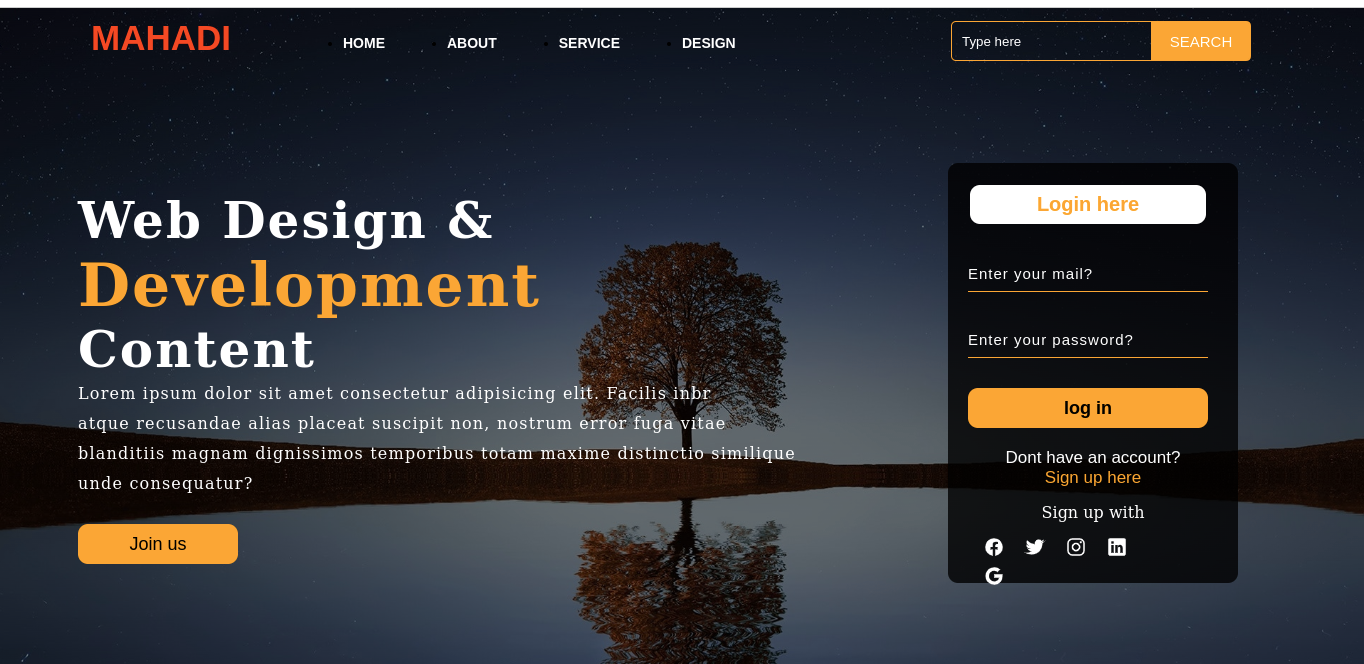 MAHADI
HOME
ABOUT
SERVICE
DESIGN
Type here
SEARCH
Web Design &
Development
Content
Lorem ipsum dolor sit amet consectetur adipisicing elit. Facilis inbr
atque recusandae alias placeat suscipit non, nostrum error fuga vitae
blanditiis magnam dignissimos temporibus totam maxime distinctio similique
unde consequatur?
Join us
Login here
Enter your mail?
Enter your password?
log in
Dont have an account?
Sign up here
Sign up with